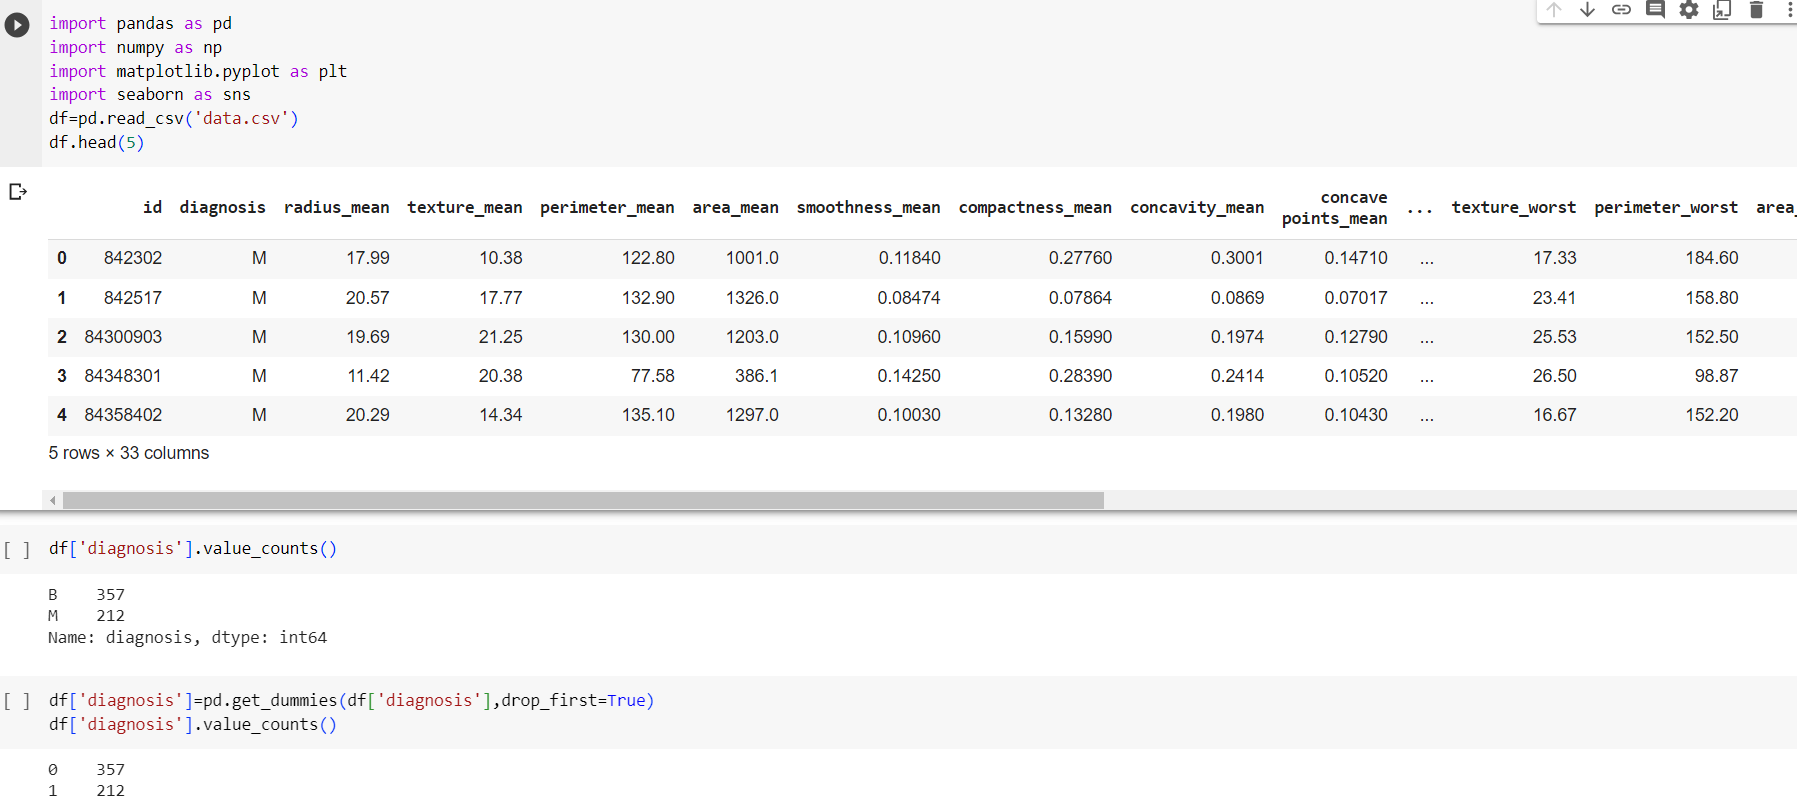 import pandas as pd
import numpy as np
import matplotlib.pyplot as plt
import seaborn as sns
df=pd.read_csv('data.csv')
df.head(5)
id diagnosis radius_mean texture_mean perimeter_mean area_mean smoothness_mean compactness_mean concavity_mean concave points_mean ... texture_worst perimeter_worst area_
0 842302 M 17.99 10.38 122.80 1001.0 0.11840 0.27760 0.3001 0.14710 ... 17.33 184.60
1 842517 M 20.57 17.77 132.90 1326.0 0.08474 0.07864 0.0869 0.07017 ... 23.41 158.80
2 84300903 M 19.69 21.25 130.00 1203.0 0.10960 0.15990 0.1974 0.12790 ... 25.53 152.50
3 84348301 M 11.42 20.38 77.58 386.1 0.14250 0.28390 0.2414 0.10520 ... 26.50 98.87
4 84358402 M 20.29 14.34 135.10 1297.0 0.10030 0.13280 0.1980 0.10430 ... 16.67 152.20
5 rows × 33 columns
[ ] df['diagnosis'].value_counts()
B 357
M 212
Name: diagnosis, dtype: int64
[ ] df['diagnosis']=pd.get_dummies(df['diagnosis'],drop_first=True)
df['diagnosis'].value_counts()
0 357
1 212